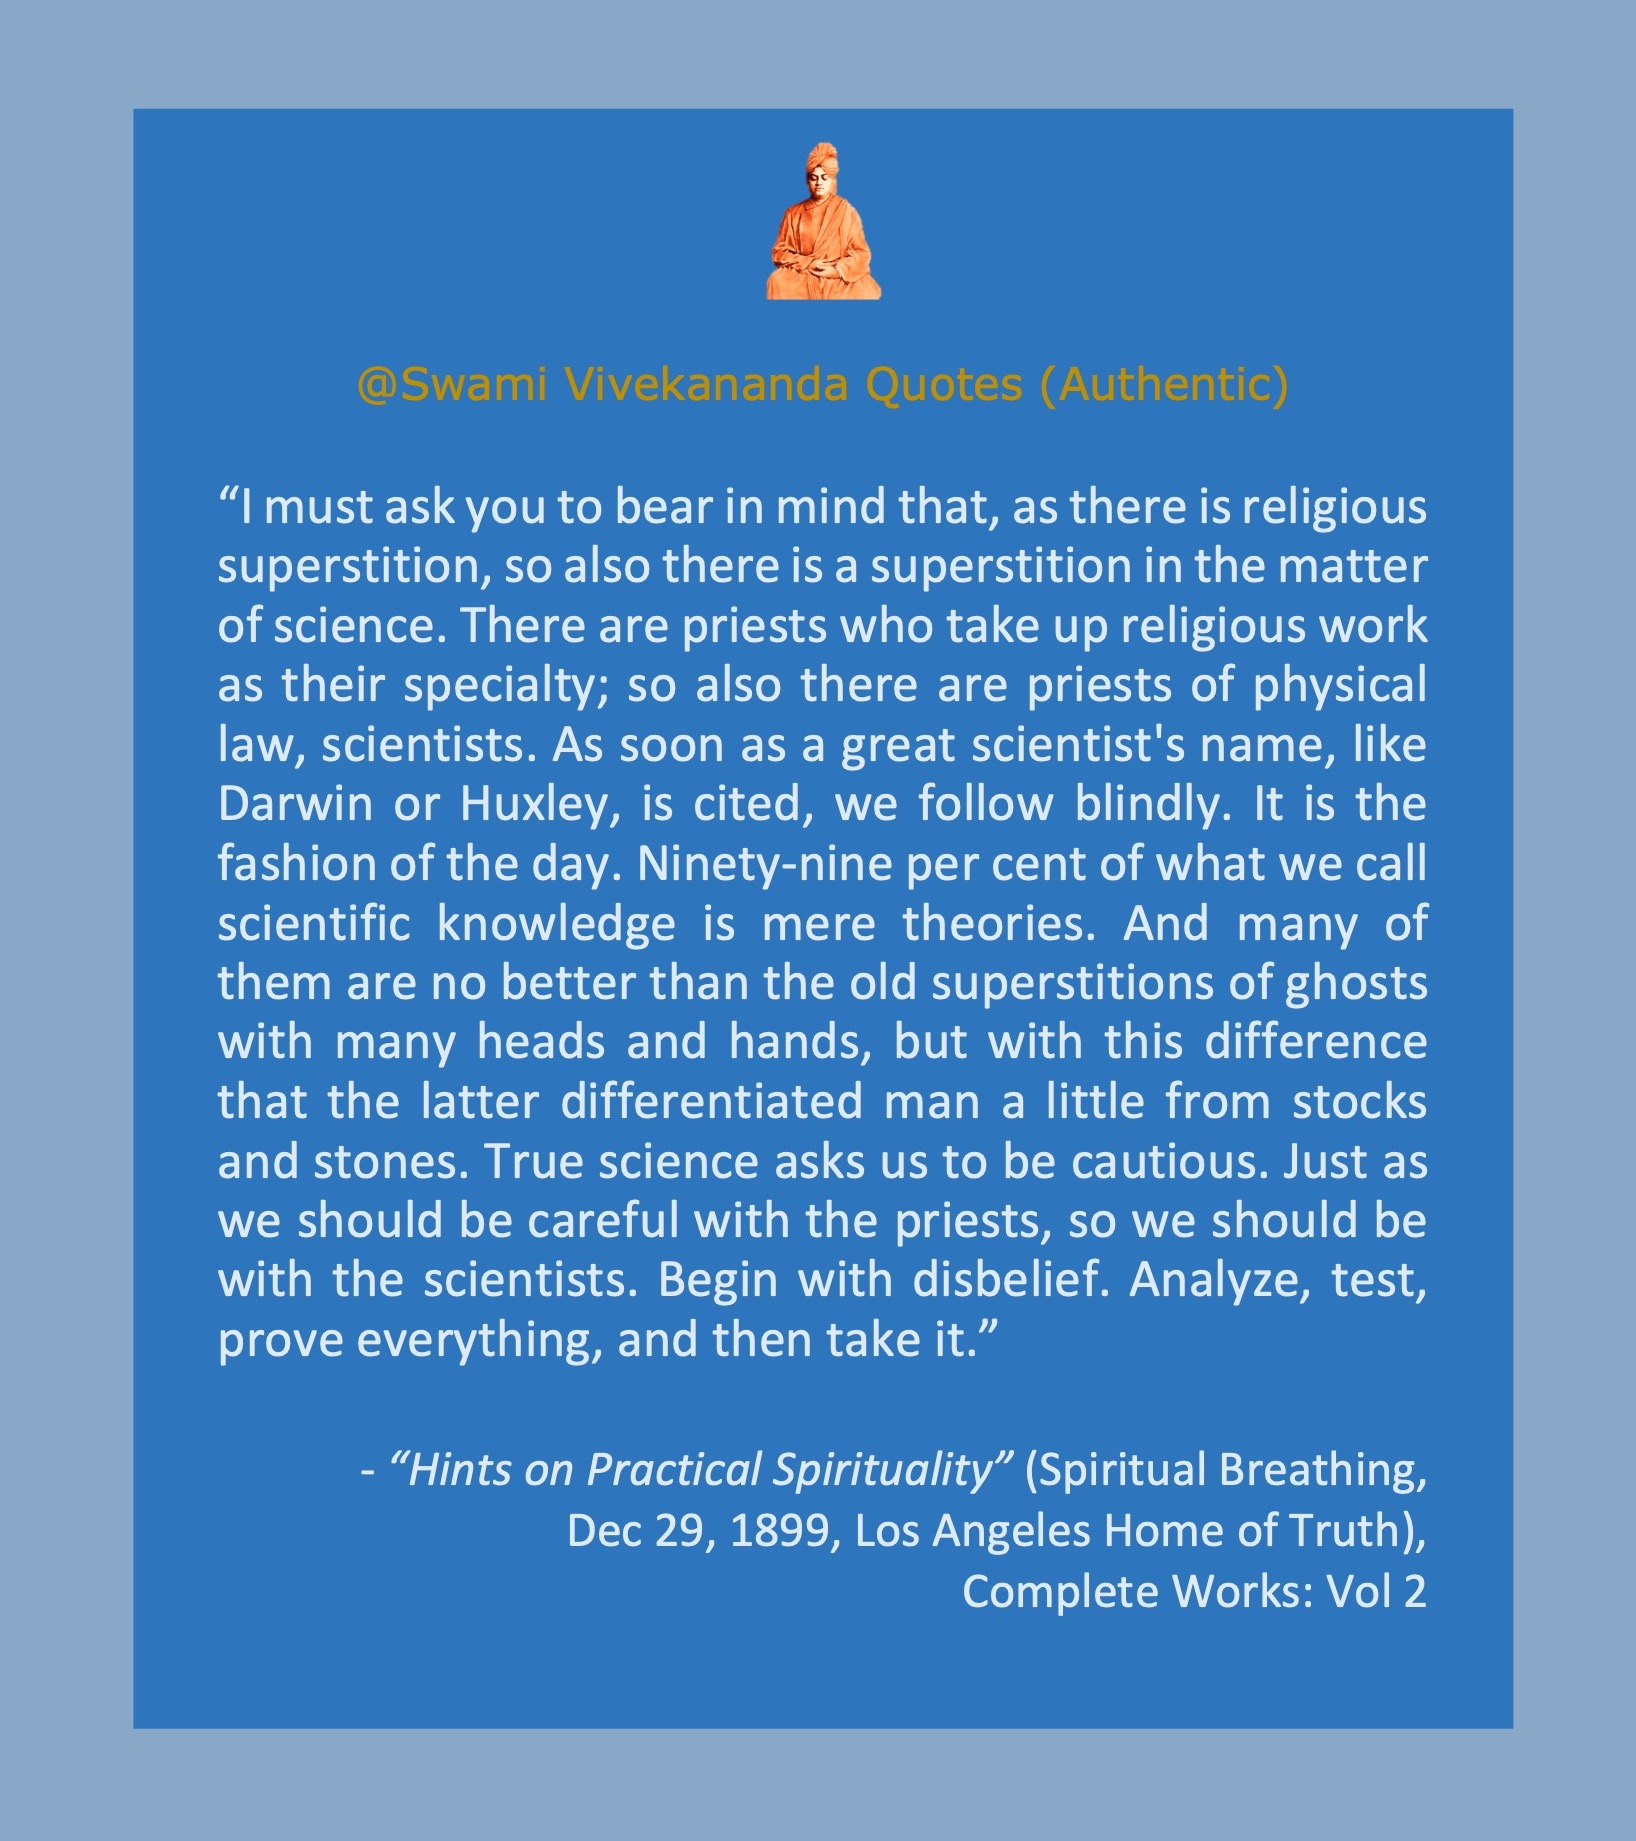 @Swami Vivekananda Quotes (Authentic)
“I must ask you to bear in mind that, as there is religious
superstition, so also there is a superstition in the matter
of science. There are priests who take up religious work
as their specialty; so also there are priests of physical
law, scientists. As soon as a great scientist's name, like
Darwin or Huxley, is cited, we follow blindly. It is the
fashion of the day. Ninety-nine per cent of what we call
scientific knowledge is mere theories. And many of
them are no better than the old superstitions of ghosts
with many heads and hands, but with this difference
that the latter differentiated man a little from stocks
and stones. True science asks us to be cautious. Just as
we should be careful with the priests, so we should be
with the scientists. Begin with disbelief. Analyze, test,
prove everything, and then take it.”
- “Hints on Practical Spirituality” (Spiritual Breathing,
Dec 29, 1899, Los Angeles Home of Truth),
Complete Works: Vol 2